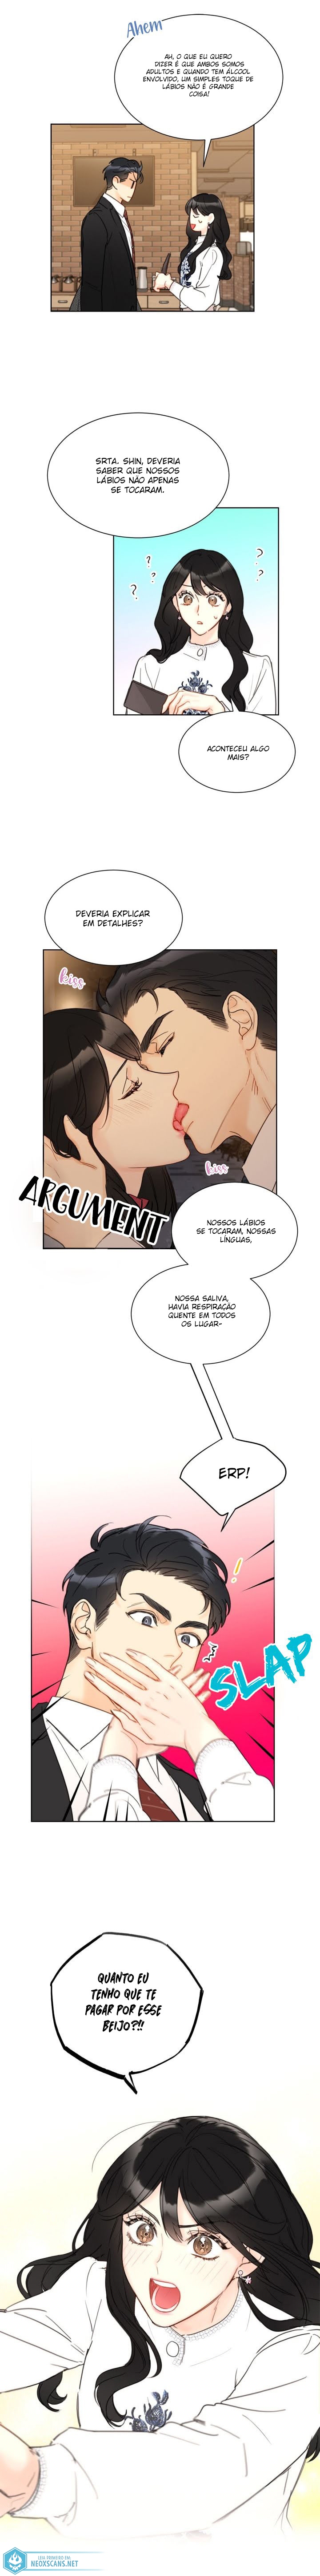 Ahem
AH, O QUE EU QUERO
DIZER É QUE AMBOS SOMOS
ADULTOS E QUANDO TEM ÁLCOOL
ENVOLVIDO, UM SIMPLES TOQUE DE
LÁBIOS NÃO É GRANDE
COISA!
SRTA. SHIN, DEVERIA
SABER QUE NOSSOS
LÁBIOS NÃO APENAS
SE TOCARAM.
? ?
? ?
?
ACONTECEU ALGO
MAIS?
DEVERIA EXPLICAR
EM DETALHES?
kiss
kiss
ARGUMENT
NOSSOS LÁBIOS
SE TOCARAM, NOSSAS
LÍNGUAS,
NOSSA SALIVA,
HAVIA RESPIRAÇÃO
QUENTE EM TODOS
OS LUGAR-
ERP!
!
SLAP
QUANTO EU
TENHO QUE TE
PAGAR POR ESSE
BEIJO?!!
LEIA PRIMEIRO EM
NEOXSCANS.NET